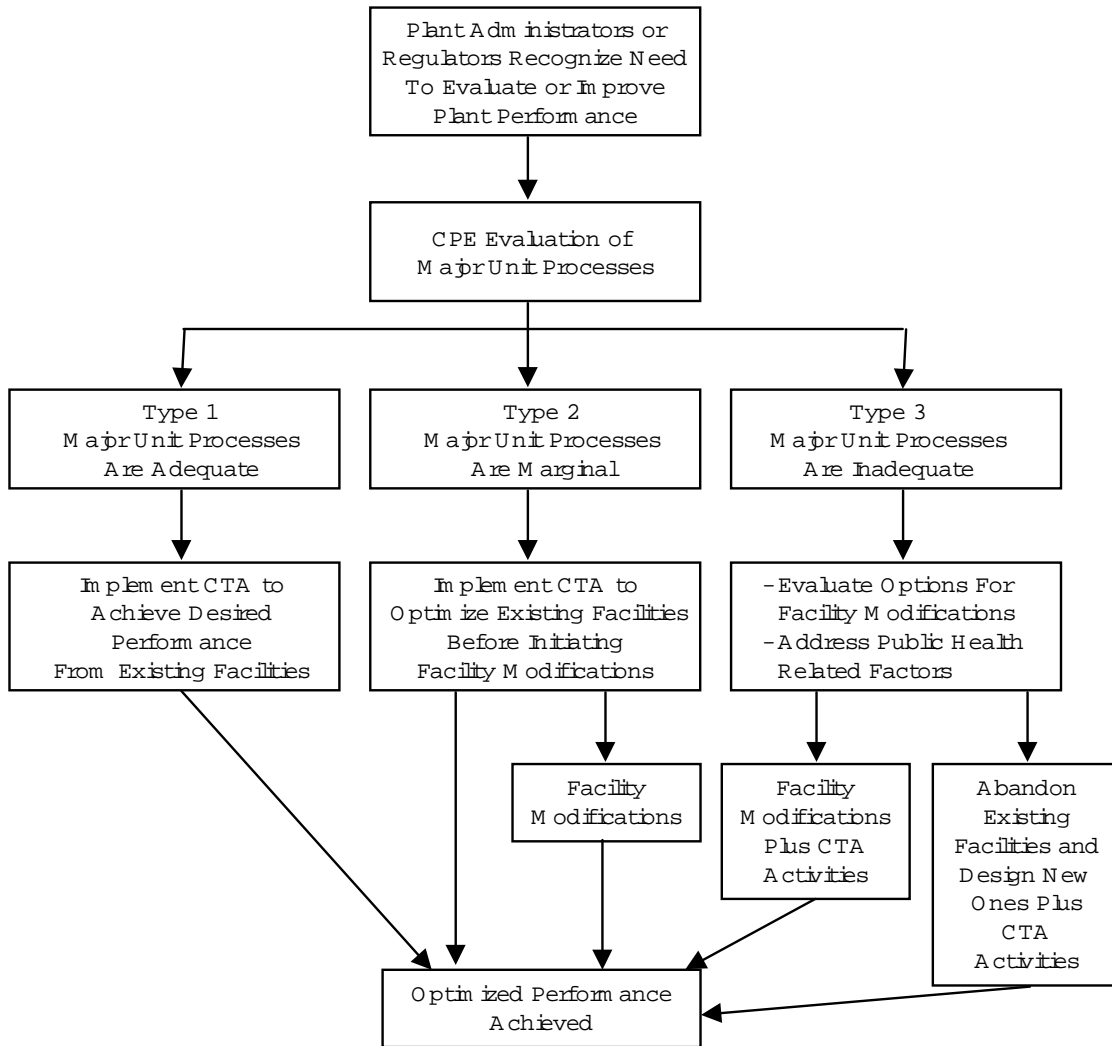 Plant Administrators or
Regulators Recognize Need
To Evaluate or Improve
Plant Performance
CPE Evaluation of
Major Unit Processes
Type 1
Major Unit Processes
Are Adequate
Type 2
Major Unit Processes
Are Marginal
Type 3
Major Unit Processes
Are Inadequate
Implement CTA to
Achieve Desired
Performance
From Existing Facilities
Implement CTA to
Optimize Existing Facilities
Before Initiating
Facility Modifications
-Evaluate Options For
Facility Modifications
-Address Public Health
Related Factors
Facility
Modifications
Facility
Modifications
Plus CTA
Activities
Abandon
Existing
Facilities and
Design New
Ones Plus
CTA
Activities
Optimized Performance
Achieved